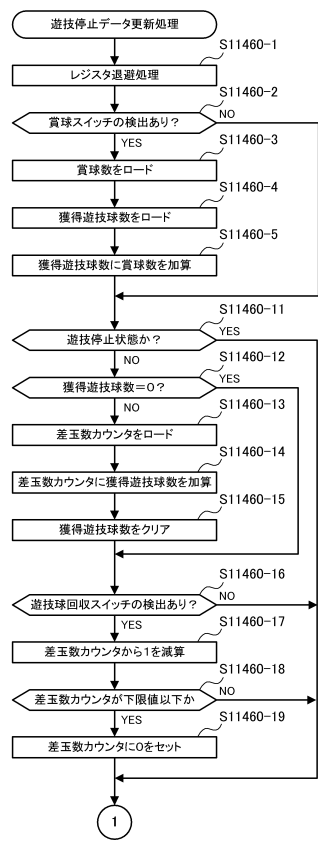 遊技停止データ更新処理
S11460-1
レジスタ退避処理
S11460-2
賞球スイッチの検出あり？
NO
YES
S11460-3
賞球数をロード
S11460-4
獲得遊技球数をロード
S11460-5
獲得遊技球数に賞球数を加算
S11460-11
遊技停止状態か？
YES
NO
S11460-12
獲得遊技球数＝0？
YES
NO
S11460-13
差玉数カウンタをロード
S11460-14
差玉数カウンタに獲得遊技球数を加算
S11460-15
獲得遊技球数をクリア
S11460-16
遊技球回収スイッチの検出あり？
NO
YES
S11460-17
差玉数カウンタから1を減算
S11460-18
差玉数カウンタが下限値以下か
NO
YES
S11460-19
差玉数カウンタに0をセット
1